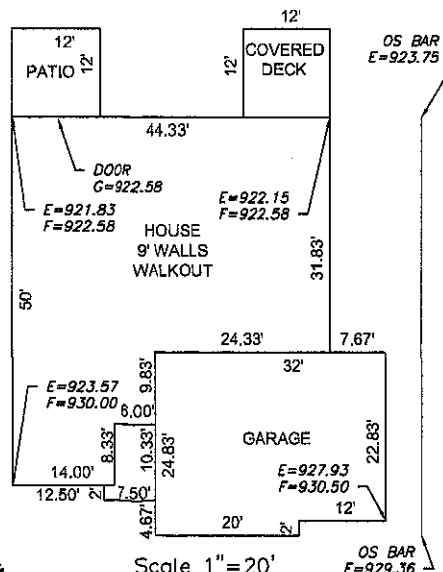 12'
12'
OS BAR
E=923.75
12'
PATIO
12'
COVERED
DECK
44.33'
DOOR
G=922.58
E=921.83
F=922.58
E=922.15
F=922.58
HOUSE
9' WALLS
WALKOUT
31.83'
50'
24.33'
7.67'
32'
9.83'
E=923.57
F=930.00
6.00'
8.33'
10.33'
24.83'
GARAGE
22.83'
14.00'
12.50'
2'
7.50'
E=927.93
F=930.50
4.67'
20'
2'
12'
Scale 1"=20'
OS BAR
E=929.36